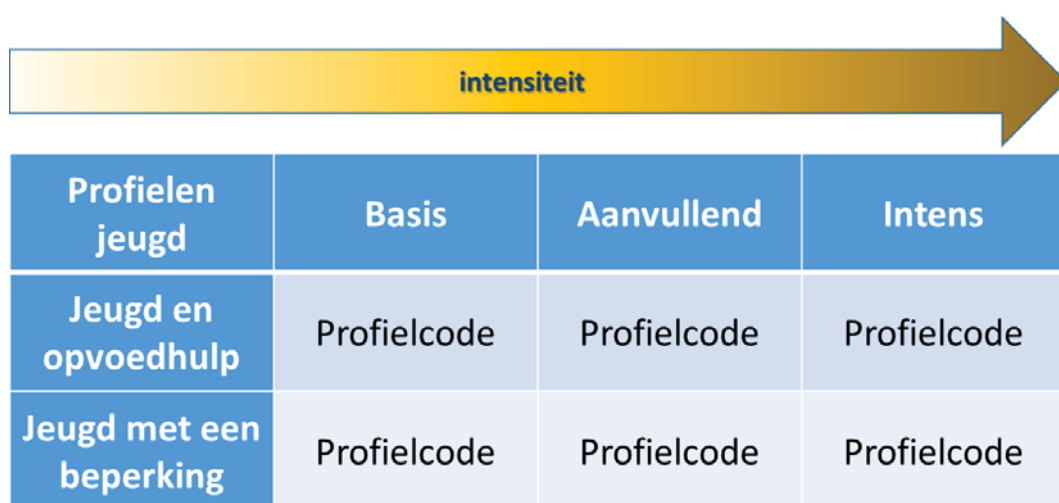 intensiteit
Profielen
jeugd
Basis
Aanvullend
Intens
Jeugd en
opvoedhulp
Profielcode
Profielcode
Profielcode
Jeugd met een
beperking
Profielcode
Profielcode
Profielcode